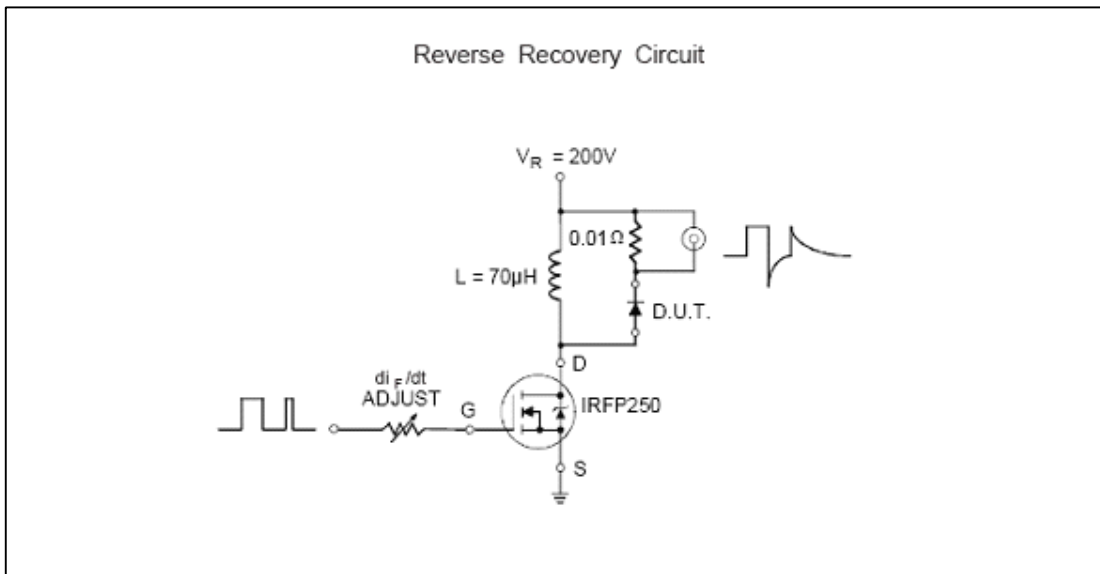 Reverse Recovery Circuit
V_R = 200V
0.01Ω
L = 70µH
D.U.T.
D
di_F/dt
ADJUST
G
IRFP250
S